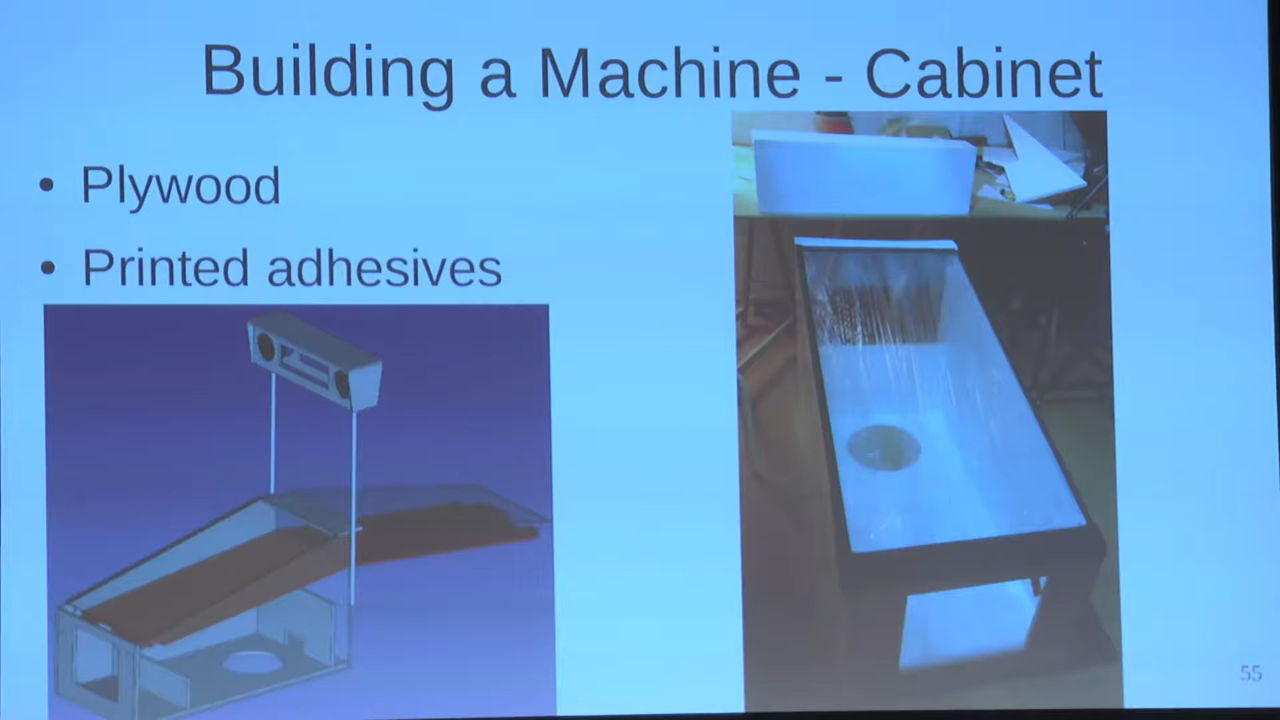 Building a Machine - Cabinet
• Plywood
• Printed adhesives
55